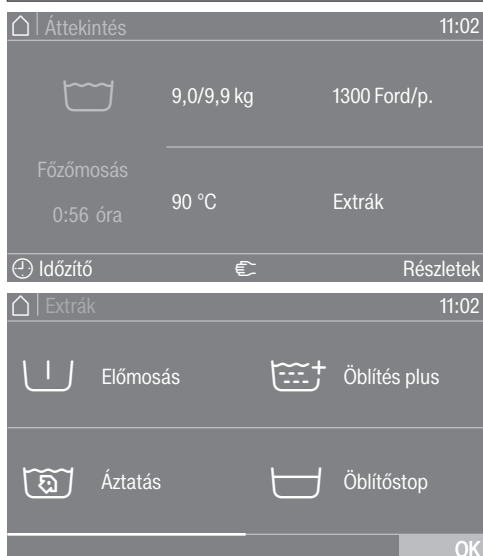 Áttekintés 11:02
9,0/9,9 kg 1300 Ford/p.
Főzőmosás
0:56 óra
90 °C Extrák
Időzítő Részletek
Extrák 11:02
Előmosás Öblítés plus
Áztatás Öblítőstop
OK